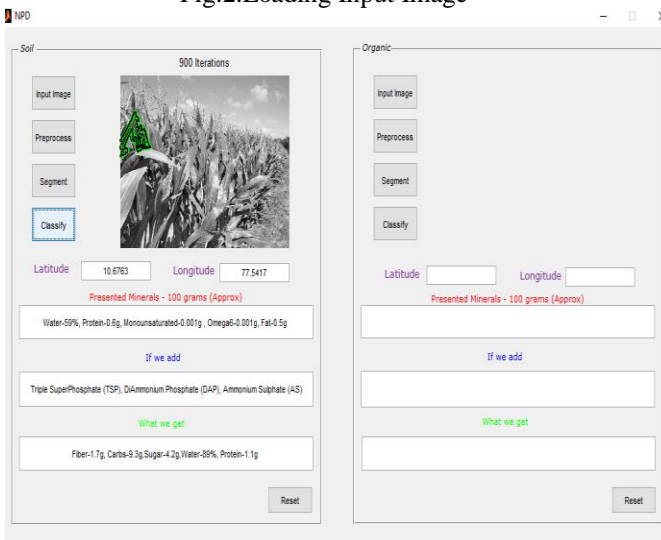 Fig.2.Loading Input Image
NPD
Soil
900 Iterations
Input Image
Preprocess
Segment
Classify
Latitude 10.6763 Longitude 77.5417
Presented Minerals - 100 grams (Approx)
Water-59%, Protein-0.6g, Monounsaturated-0.001g , Omega6-0.001g, Fat-0.5g
If we add
Triple SuperPhosphate (TSP), DiAmmonium Phosphate (DAP), Ammonium Sulphate (AS)
What we get
Fiber-1.7g, Carbs-9.3g,Sugar-4.2g,Water-89%, Protein-1.1g
Reset
Organic
Input Image
Preprocess
Segment
Classify
Latitude Longitude
Presented Minerals - 100 grams (Approx)
If we add
What we get
Reset